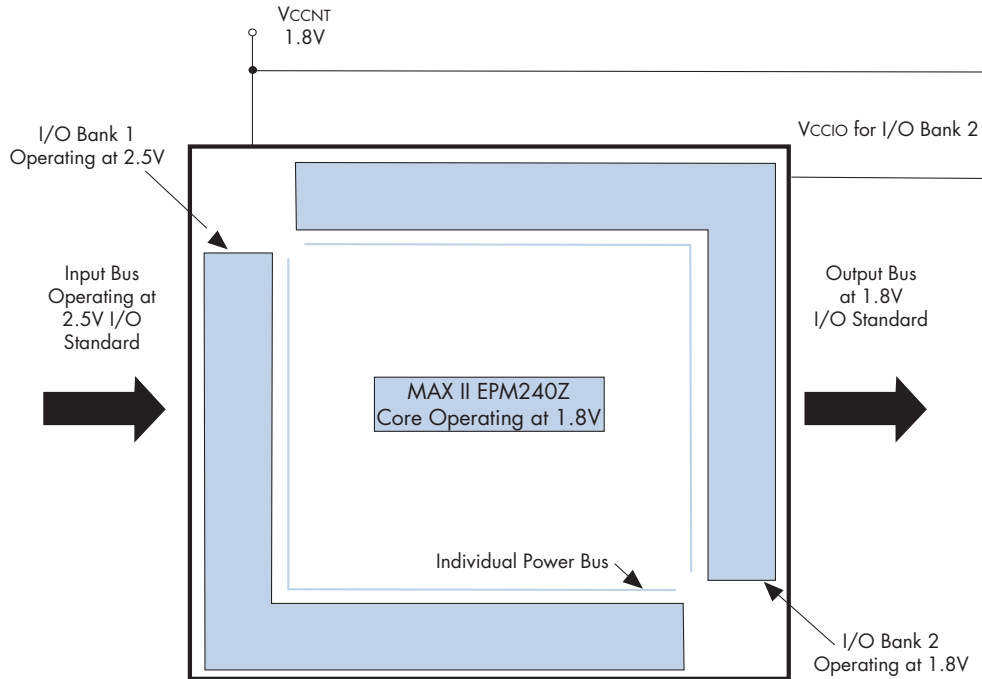 VCCNT
1.8V
I/O Bank 1
Operating at 2.5V
VCCIO for I/O Bank 2
Input Bus
Operating at
2.5V I/O
Standard
Output Bus
at 1.8V
I/O Standard
MAX II EPM240Z
Core Operating at 1.8V
Individual Power Bus
I/O Bank 2
Operating at 1.8V